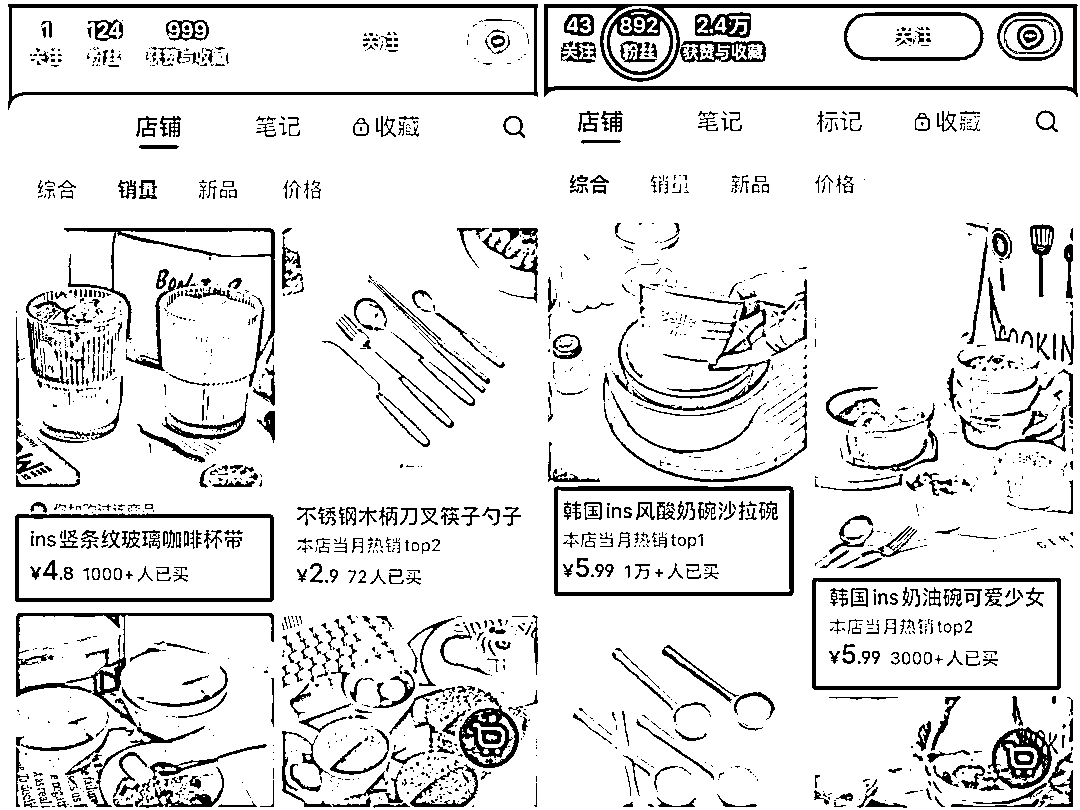 1 124 999
关注 粉丝 获赞与收藏 关注
店铺 笔记 收藏
综合 销量 新品 价格
ins竖条纹玻璃咖啡杯带
¥4.8 1000+人已买
不锈钢木柄刀叉筷子勺子
本店当月热销top2
¥2.9 72人已买
43 892 2.4万
关注 粉丝 获赞与收藏 关注
店铺 笔记 标记 收藏
综合 销量 新品 价格
OOKIN
韩国ins风酸奶碗沙拉碗
本店当月热销top1
¥5.99 1万+人已买
韩国ins奶油碗可爱少女
本店当月热销top2
¥5.99 3000+人已买